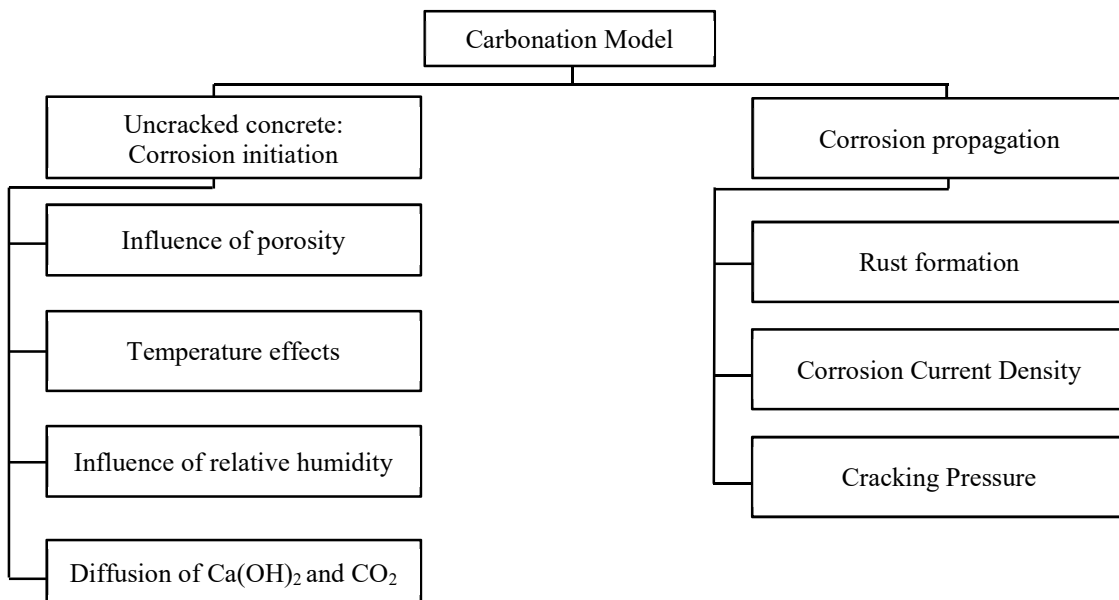 Carbonation Model
Uncracked concrete:
Corrosion initiation
Influence of porosity
Temperature effects
Influence of relative humidity
Diffusion of Ca(OH)₂ and CO₂
Corrosion propagation
Rust formation
Corrosion Current Density
Cracking Pressure